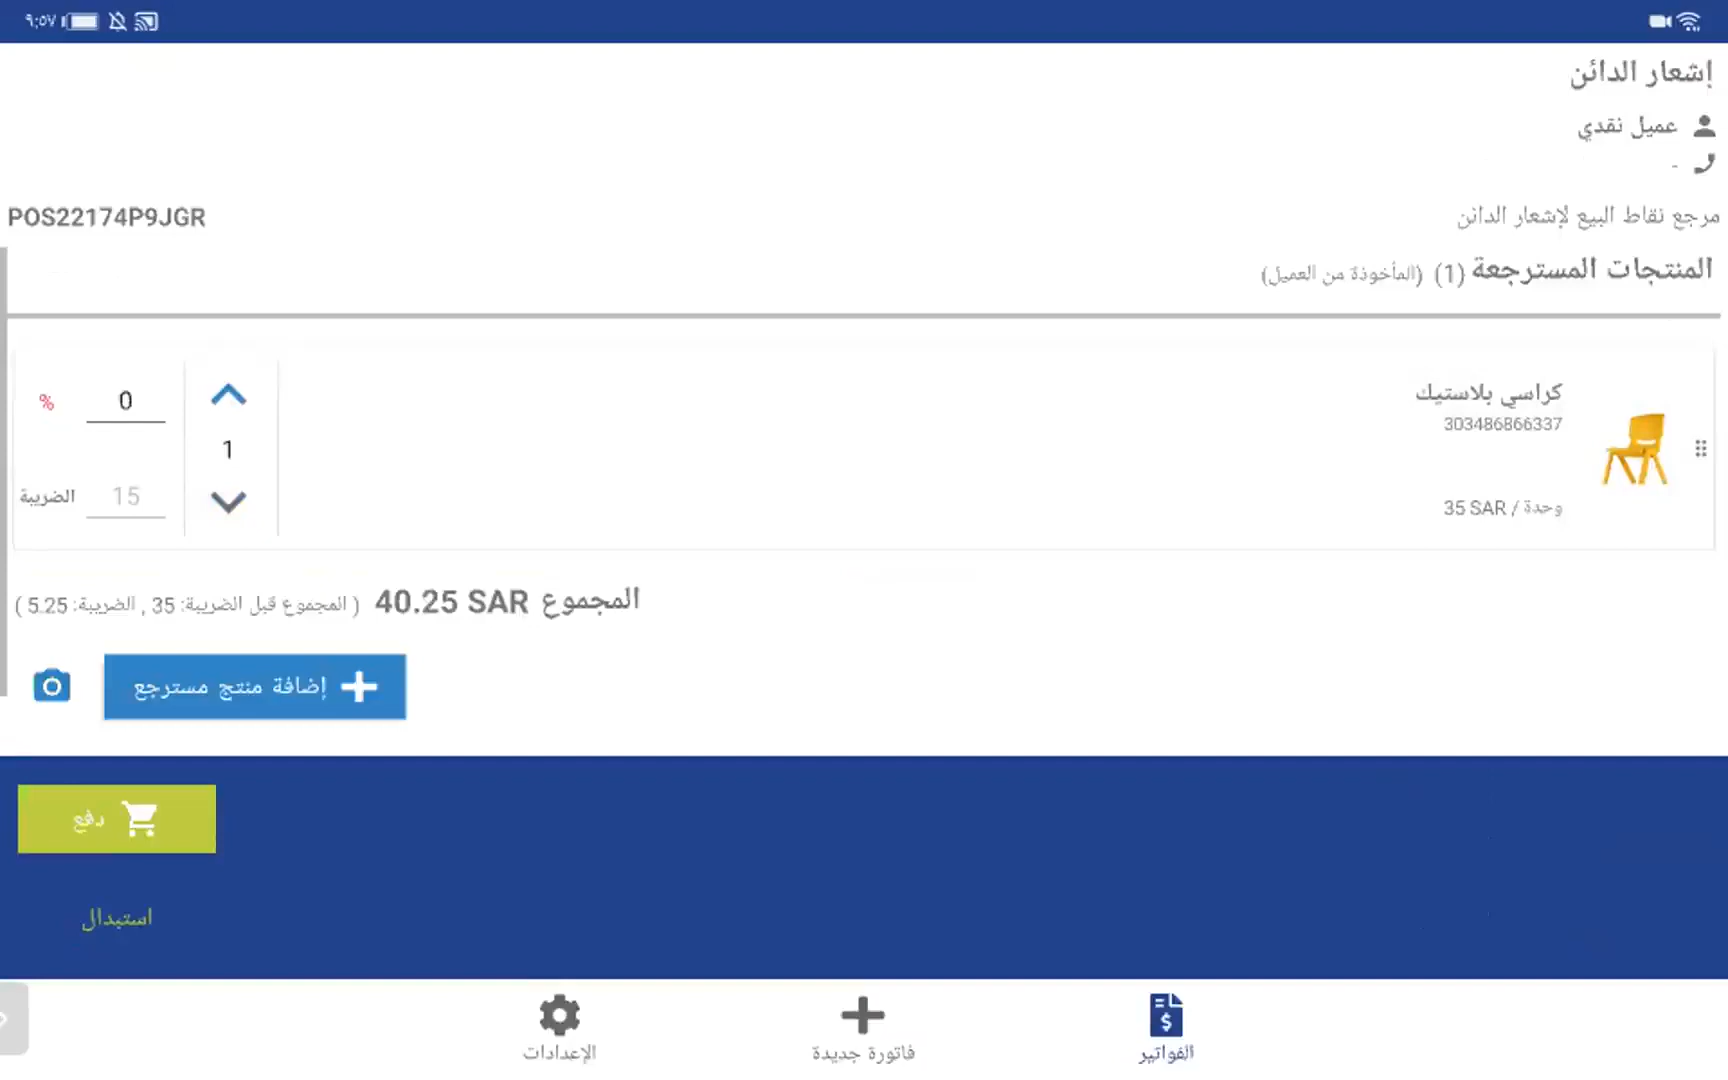 ٩:٥٧
إشعار الدائن
عميل نقدي
-
مرجع نقاط البيع لإشعار الدائن POS22174P9JGR
المنتجات المسترجعة (1) (المأخوذة من العميل)
كراسي بلاستيك
303486866337
35 SAR / وحدة
1
0 %
15 الضريبة
المجموع 40.25 SAR ( المجموع قبل الضريبة: 35 , الضريبة: 5.25 )
إضافة منتج مسترجع
دفع
استبدال
الفواتير
فاتورة جديدة
الإعدادات